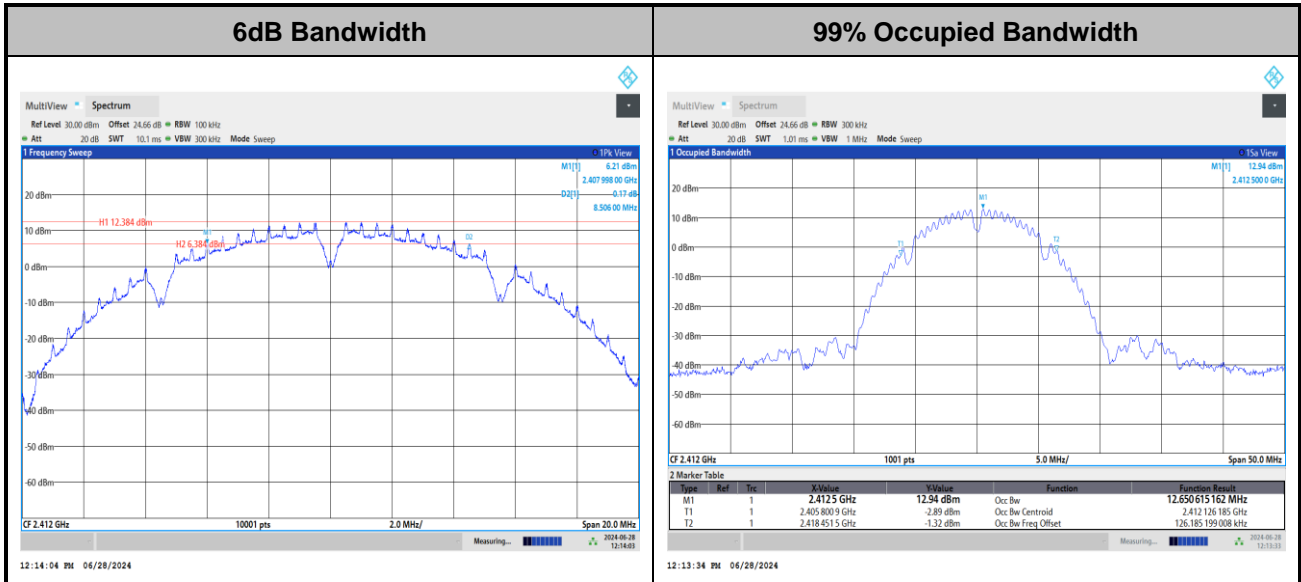 6dB Bandwidth
99% Occupied Bandwidth
MultiView Spectrum
Ref Level 30.00 dBm Offset 24.66 dB RBW 100 kHz
Att 20 dB SWT 10.1 ms VBW 300 kHz Mode Sweep
1 Frequency Sweep 1Pk View
M1[1] 6.21 dBm
2.407 998 00 GHz
D2[1] -0.17 dB
8.506 00 MHz
20 dBm
H1 12.384 dBm
10 dBm
M1
H2 6.384 dBm
D2
0 dBm
-10 dBm
-20 dBm
-30 dBm
-40 dBm
-50 dBm
-60 dBm
CF 2.412 GHz 10001 pts 2.0 MHz/ Span 20.0 MHz
Measuring... 2024-06-28
12:14:03
12:14:04 PM 06/28/2024
MultiView Spectrum
Ref Level 30.00 dBm Offset 24.66 dB RBW 300 kHz
Att 20 dB SWT 1.01 ms VBW 1 MHz Mode Sweep
1 Occupied Bandwidth 1Sa View
M1[1] 12.94 dBm
2.412 500 0 GHz
20 dBm
M1
10 dBm
T1
T2
0 dBm
-10 dBm
-20 dBm
-30 dBm
-40 dBm
-50 dBm
-60 dBm
CF 2.412 GHz 1001 pts 5.0 MHz/ Span 50.0 MHz
2 Marker Table
Type Ref Trc X-Value Y-Value Function Function Result
M1 1 2.412 5 GHz 12.94 dBm Occ Bw 12.650 615 162 MHz
T1 1 2.405 800 9 GHz -2.89 dBm Occ Bw Centroid 2.412 126 185 GHz
T2 1 2.418 451 5 GHz -1.32 dBm Occ Bw Freq Offset 126.185 199 008 kHz
Measuring... 2024-06-28
12:13:33
12:13:34 PM 06/28/2024